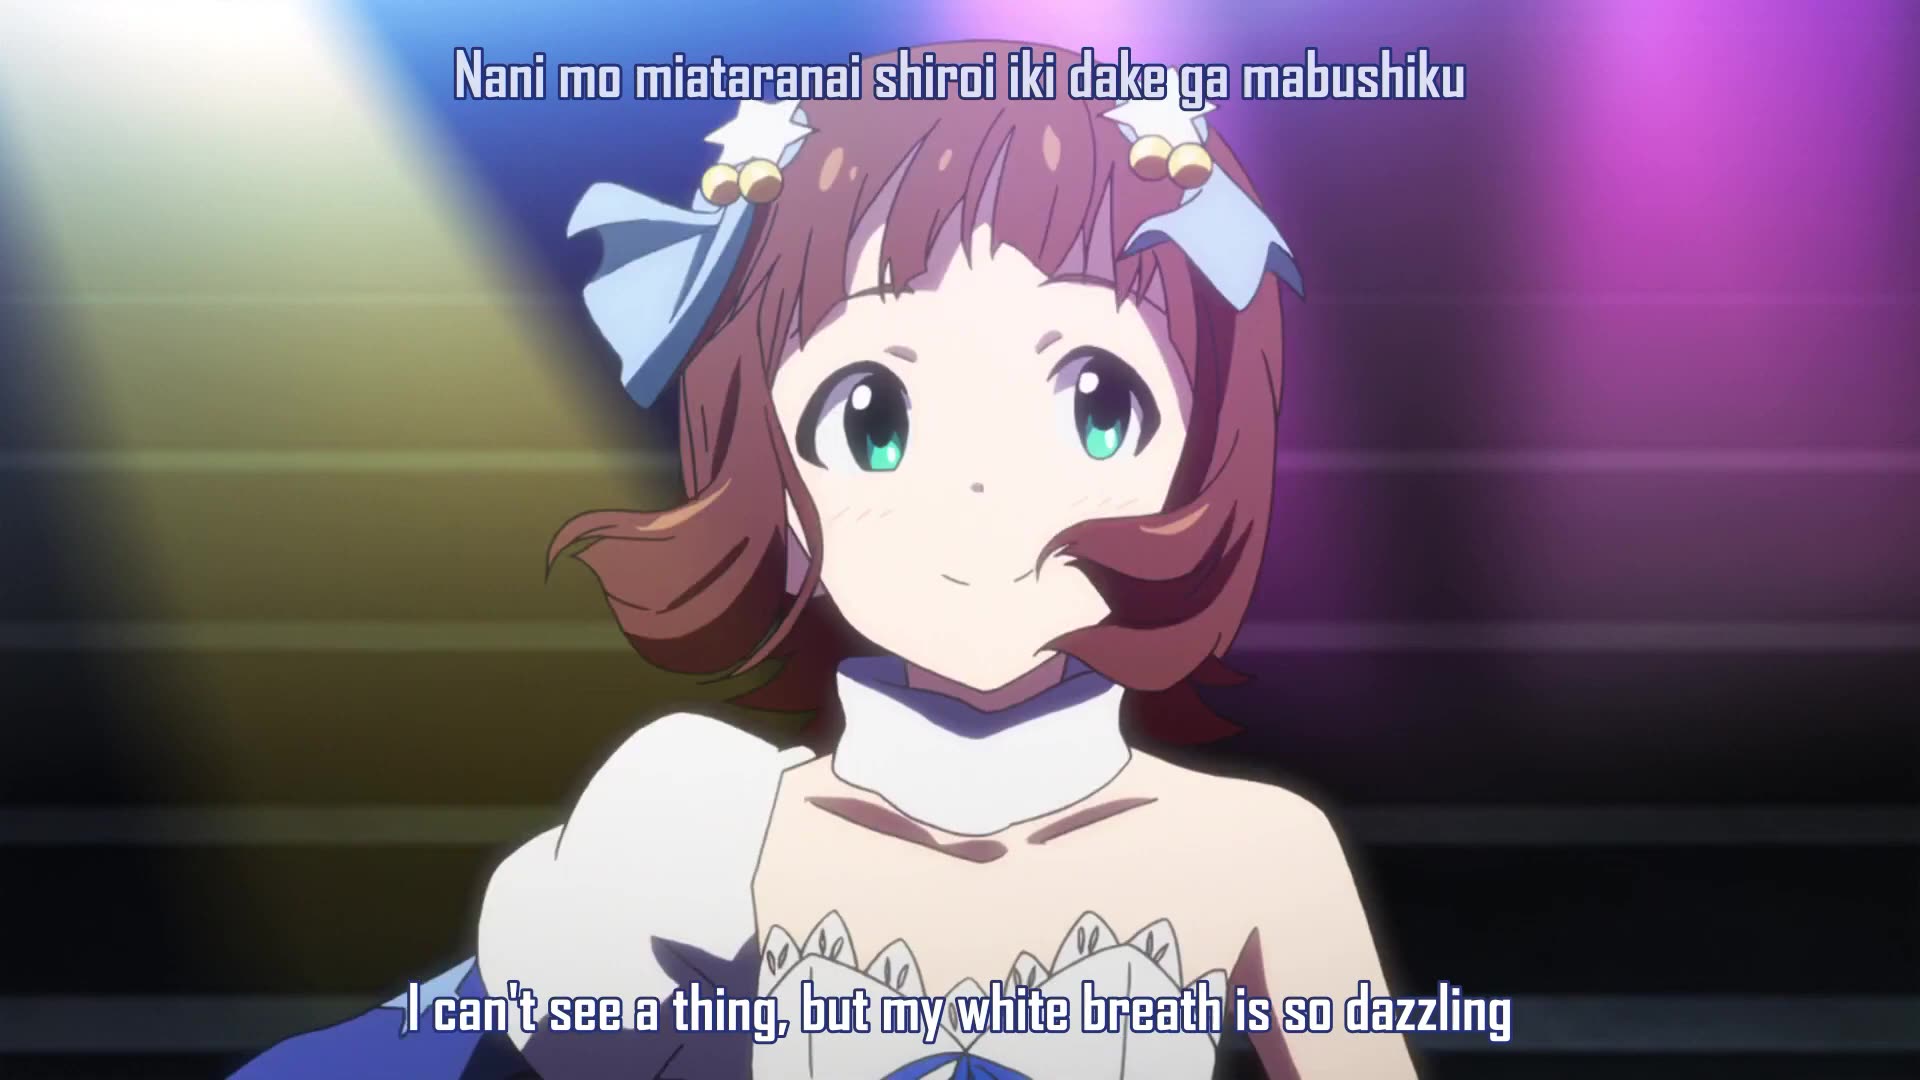 Nani mo miataranai shiroi iki dake ga mabushiku
I can't see a thing, but my white breath is so dazzling